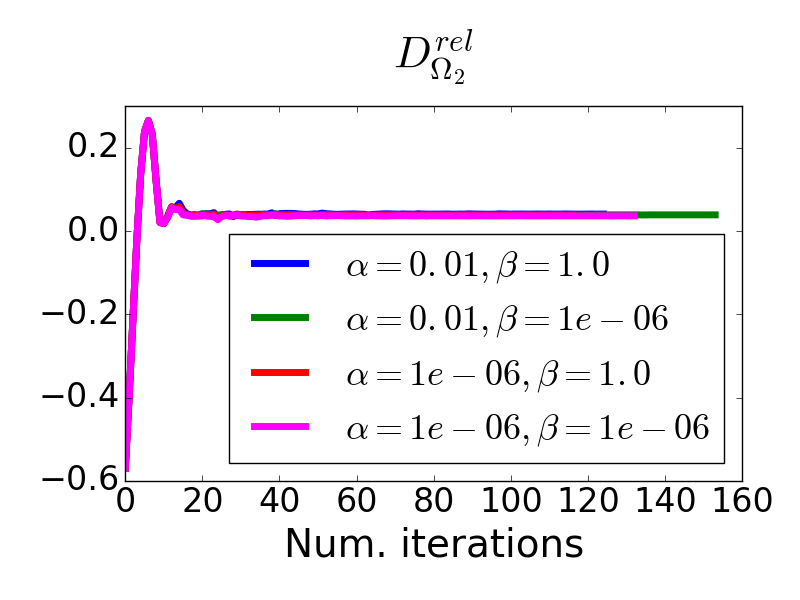 $D_{\Omega_2}^{rel}$
0.2
0.0
−0.2
−0.4
−0.6
α = 0.01, β = 1.0
α = 0.01, β = 1e − 06
α = 1e − 06, β = 1.0
α = 1e − 06, β = 1e − 06
0 20 40 60 80 100 120 140 160
Num. iterations